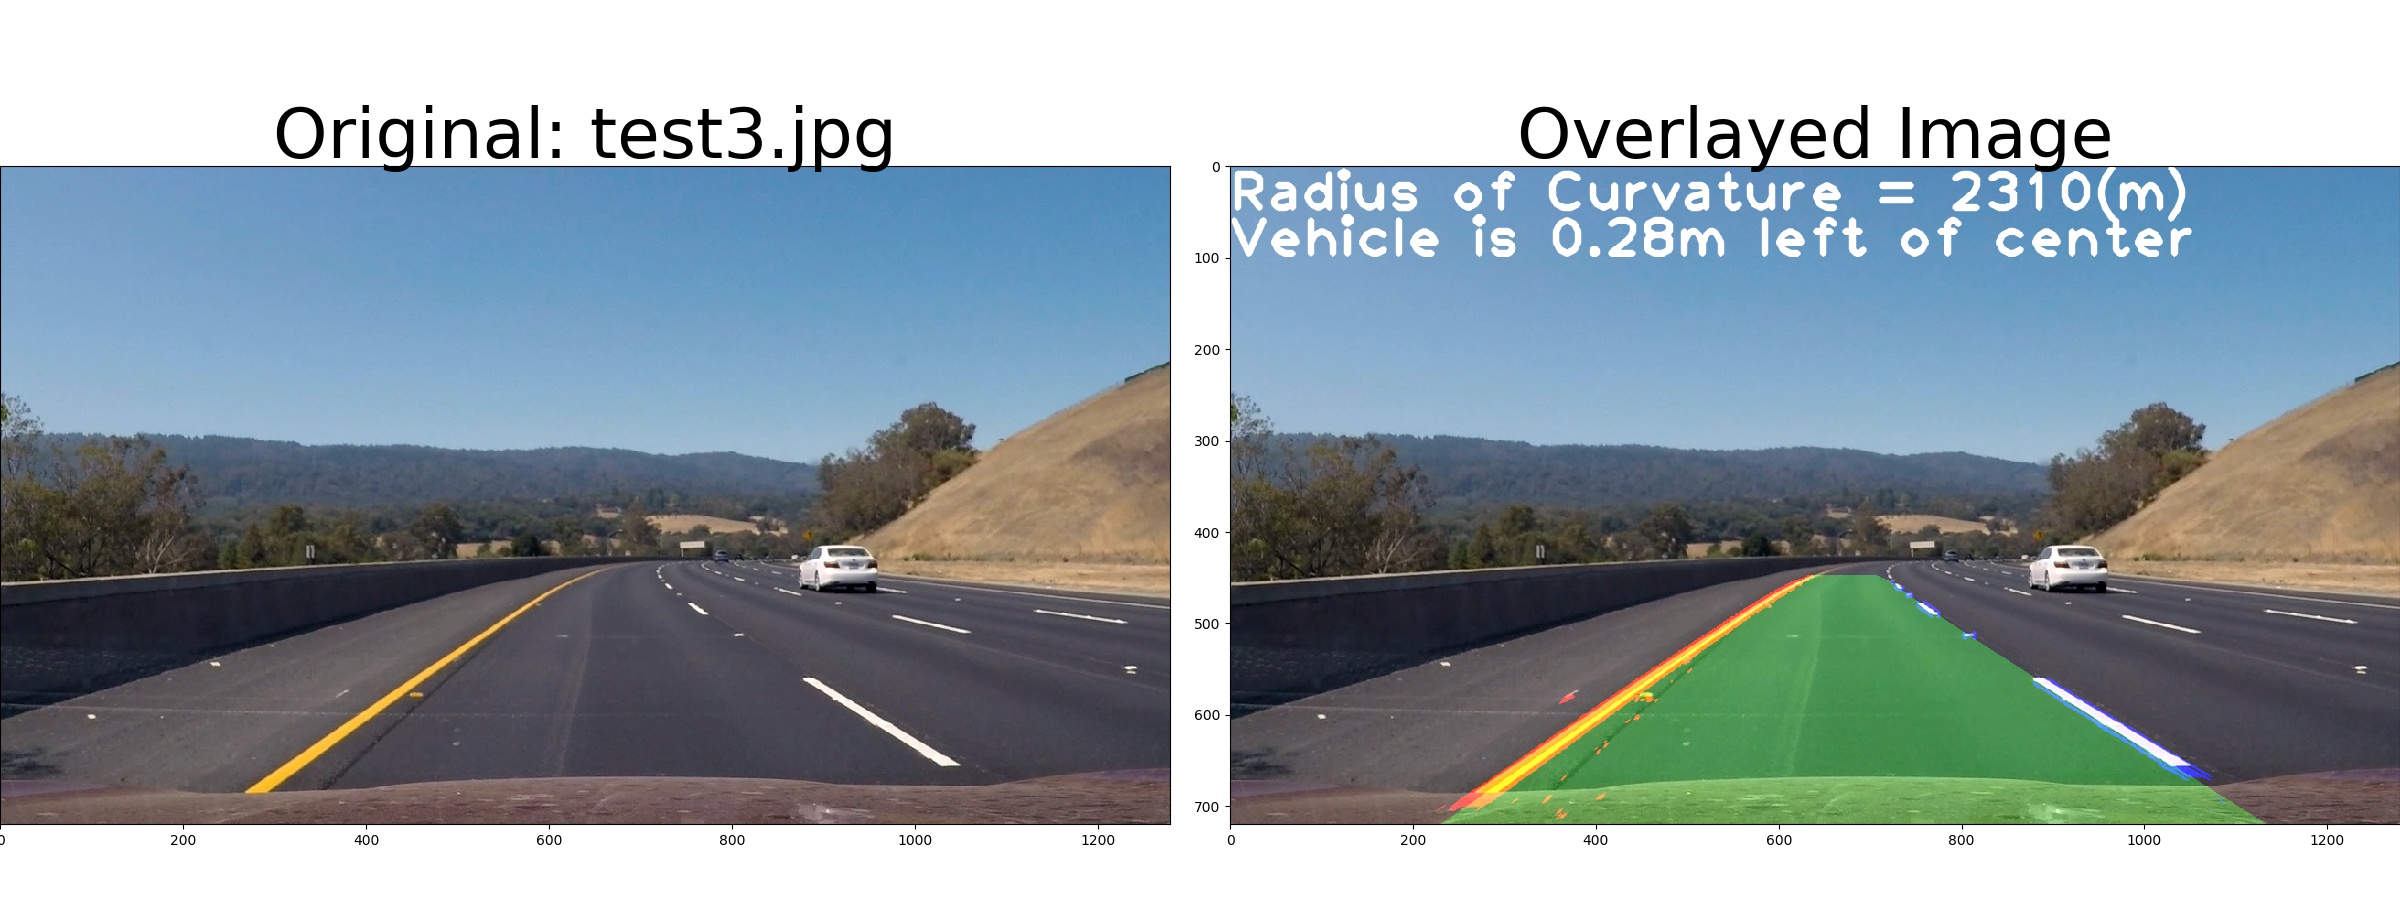 Original: test3.jpg
Overlayed Image
Radius of Curvature = 2310(m)
Vehicle is 0.28m left of center
0
100
200
300
400
500
600
700
0 200 400 600 800 1000 1200
0 200 400 600 800 1000 1200